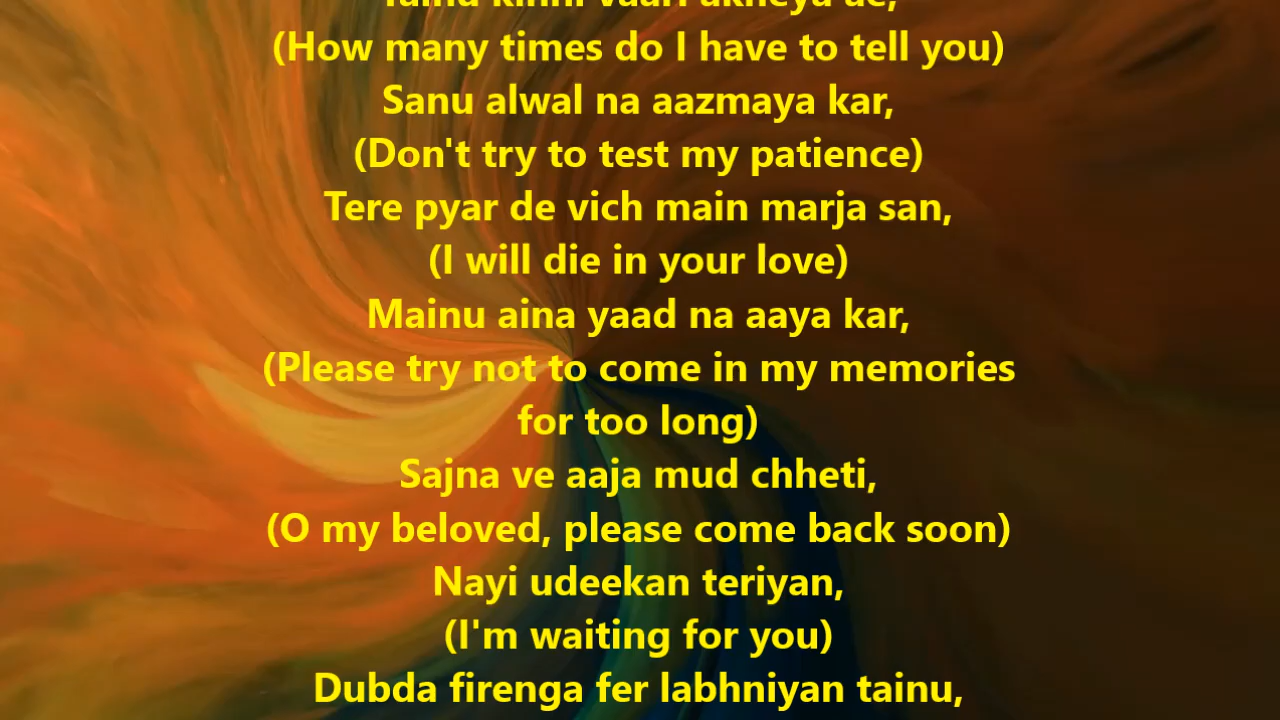 (How many times do I have to tell you)
Sanu alwal na aazmaya kar,
(Don't try to test my patience)
Tere pyar de vich main marja san,
(I will die in your love)
Mainu aina yaad na aaya kar,
(Please try not to come in my memories
for too long)
Sajna ve aaja mud chheti,
(O my beloved, please come back soon)
Nayi udeekan teriyan,
(I'm waiting for you)
Dubda firenga fer labhniyan tainu,